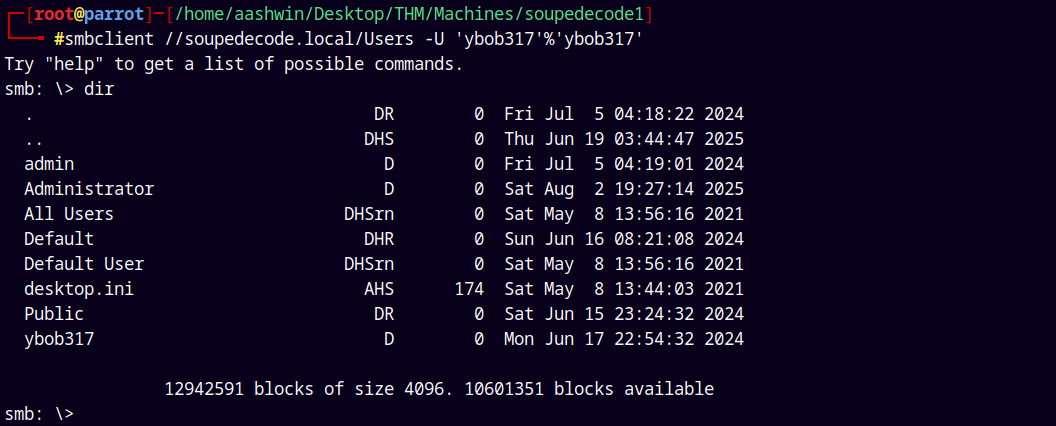 ┌─[root@parrot]─[/home/aashwin/Desktop/THM/Machines/soupedecode1]
└──╼ #smbclient //soupedecode.local/Users -U 'ybob317'%'ybob317'
Try "help" to get a list of possible commands.
smb: \> dir
  .                                  DR        0  Fri Jul  5 04:18:22 2024
  ..                                DHS        0  Thu Jun 19 03:44:47 2025
  admin                               D        0  Fri Jul  5 04:19:01 2024
  Administrator                       D        0  Sat Aug  2 19:27:14 2025
  All Users                       DHSrn        0  Sat May  8 13:56:16 2021
  Default                           DHR        0  Sun Jun 16 08:21:08 2024
  Default User                    DHSrn        0  Sat May  8 13:56:16 2021
  desktop.ini                       AHS      174  Sat May  8 13:44:03 2021
  Public                             DR        0  Sat Jun 15 23:24:32 2024
  ybob317                             D        0  Mon Jun 17 22:54:32 2024
                12942591 blocks of size 4096. 10601351 blocks available
smb: \>